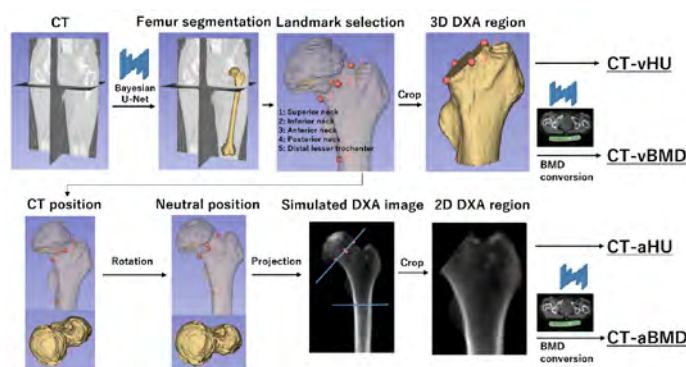 CT
Femur segmentation
Landmark selection
3D DXA region
Bayesian
U-Net
1: Superior neck
2: Inferior neck
3: Anterior neck
4: Posterior neck
5: Distal lesser trochanter
Crop
CT-vHU
BMD
conversion
CT-vBMD
CT position
Neutral position
Simulated DXA image
2D DXA region
Rotation
Projection
Crop
CT-aHU
BMD
conversion
CT-aBMD